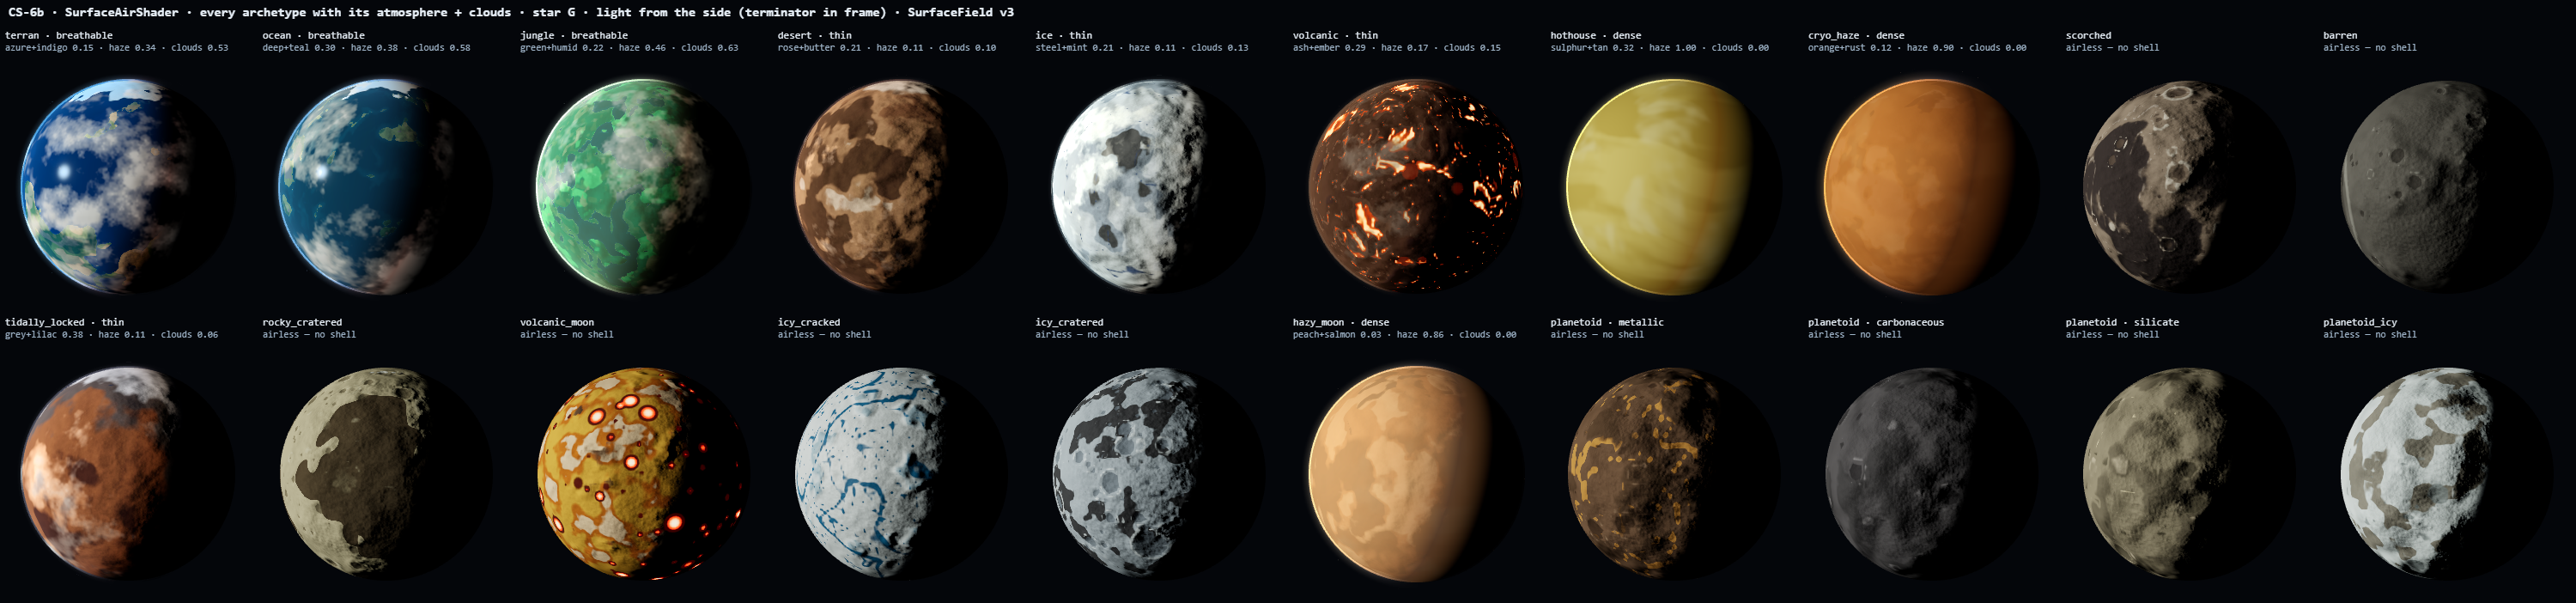 CS-6b · SurfaceAirShader · every archetype with its atmosphere + clouds · star G · light from the side (terminator in frame) · SurfaceField v3
terran · breathable
azure+indigo 0.15 · haze 0.34 · clouds 0.53
ocean · breathable
deep+teal 0.30 · haze 0.38 · clouds 0.58
jungle · breathable
green+humid 0.22 · haze 0.46 · clouds 0.63
desert · thin
rose+butter 0.21 · haze 0.11 · clouds 0.10
ice · thin
steel+mint 0.21 · haze 0.11 · clouds 0.13
volcanic · thin
ash+ember 0.29 · haze 0.17 · clouds 0.15
hothouse · dense
sulphur+tan 0.32 · haze 1.00 · clouds 0.00
cryo_haze · dense
orange+rust 0.12 · haze 0.90 · clouds 0.00
scorched
airless — no shell
barren
airless — no shell
tidally_locked · thin
grey+lilac 0.38 · haze 0.11 · clouds 0.06
rocky_cratered
airless — no shell
volcanic_moon
airless — no shell
icy_cracked
airless — no shell
icy_cratered
airless — no shell
hazy_moon · dense
peach+salmon 0.03 · haze 0.86 · clouds 0.00
planetoid · metallic
airless — no shell
planetoid · carbonaceous
airless — no shell
planetoid · silicate
airless — no shell
planetoid_icy
airless — no shell